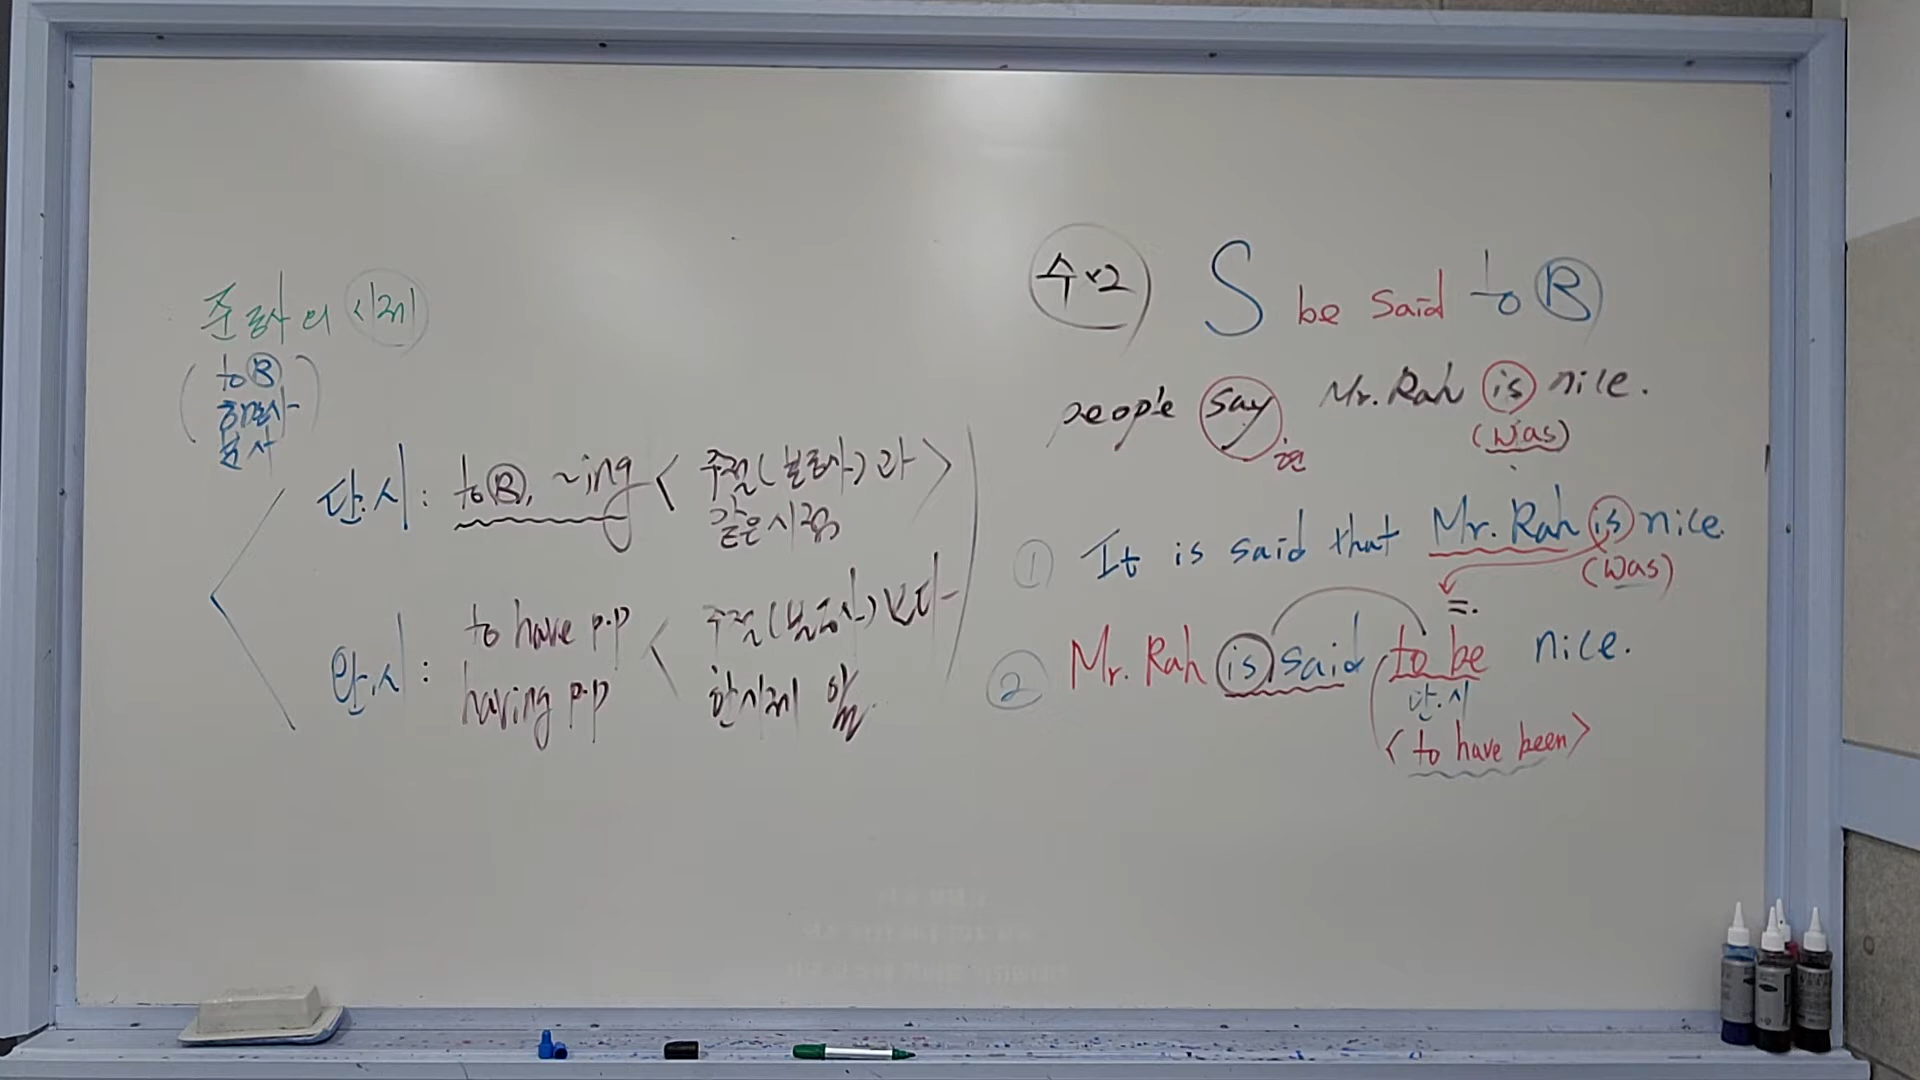 준동사의 시제
(to Ⓡ
동명사
분사)
단.시 : to Ⓡ, ~ing < 주절(본동사)과 >
같은시점
완.시 : to have p.p < 주절(본동사)보다
having p.p 한시제 앞
수×2 S be said to Ⓡ
people say Mr. Rah is nice.
현 (was)
① It is said that Mr. Rah is nice.
(was)
=.
② Mr. Rah is said to be nice.
단.시
< to have been >